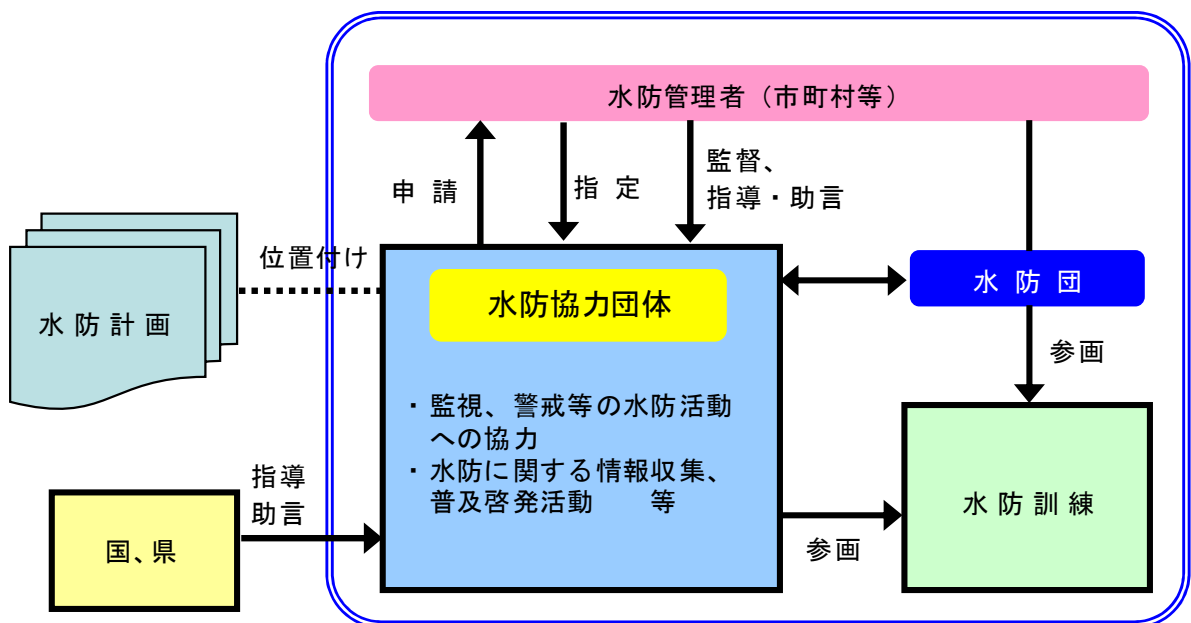 水防管理者（市町村等）
申 請
指 定
監督、
指導・助言
位置付け
水 防 計 画
水防協力団体
水 防 団
参画
・監視、警戒等の水防活動
への協力
・水防に関する情報収集、
普及啓発活動　　等
指導
助言
国、県
参画
水 防 訓 練